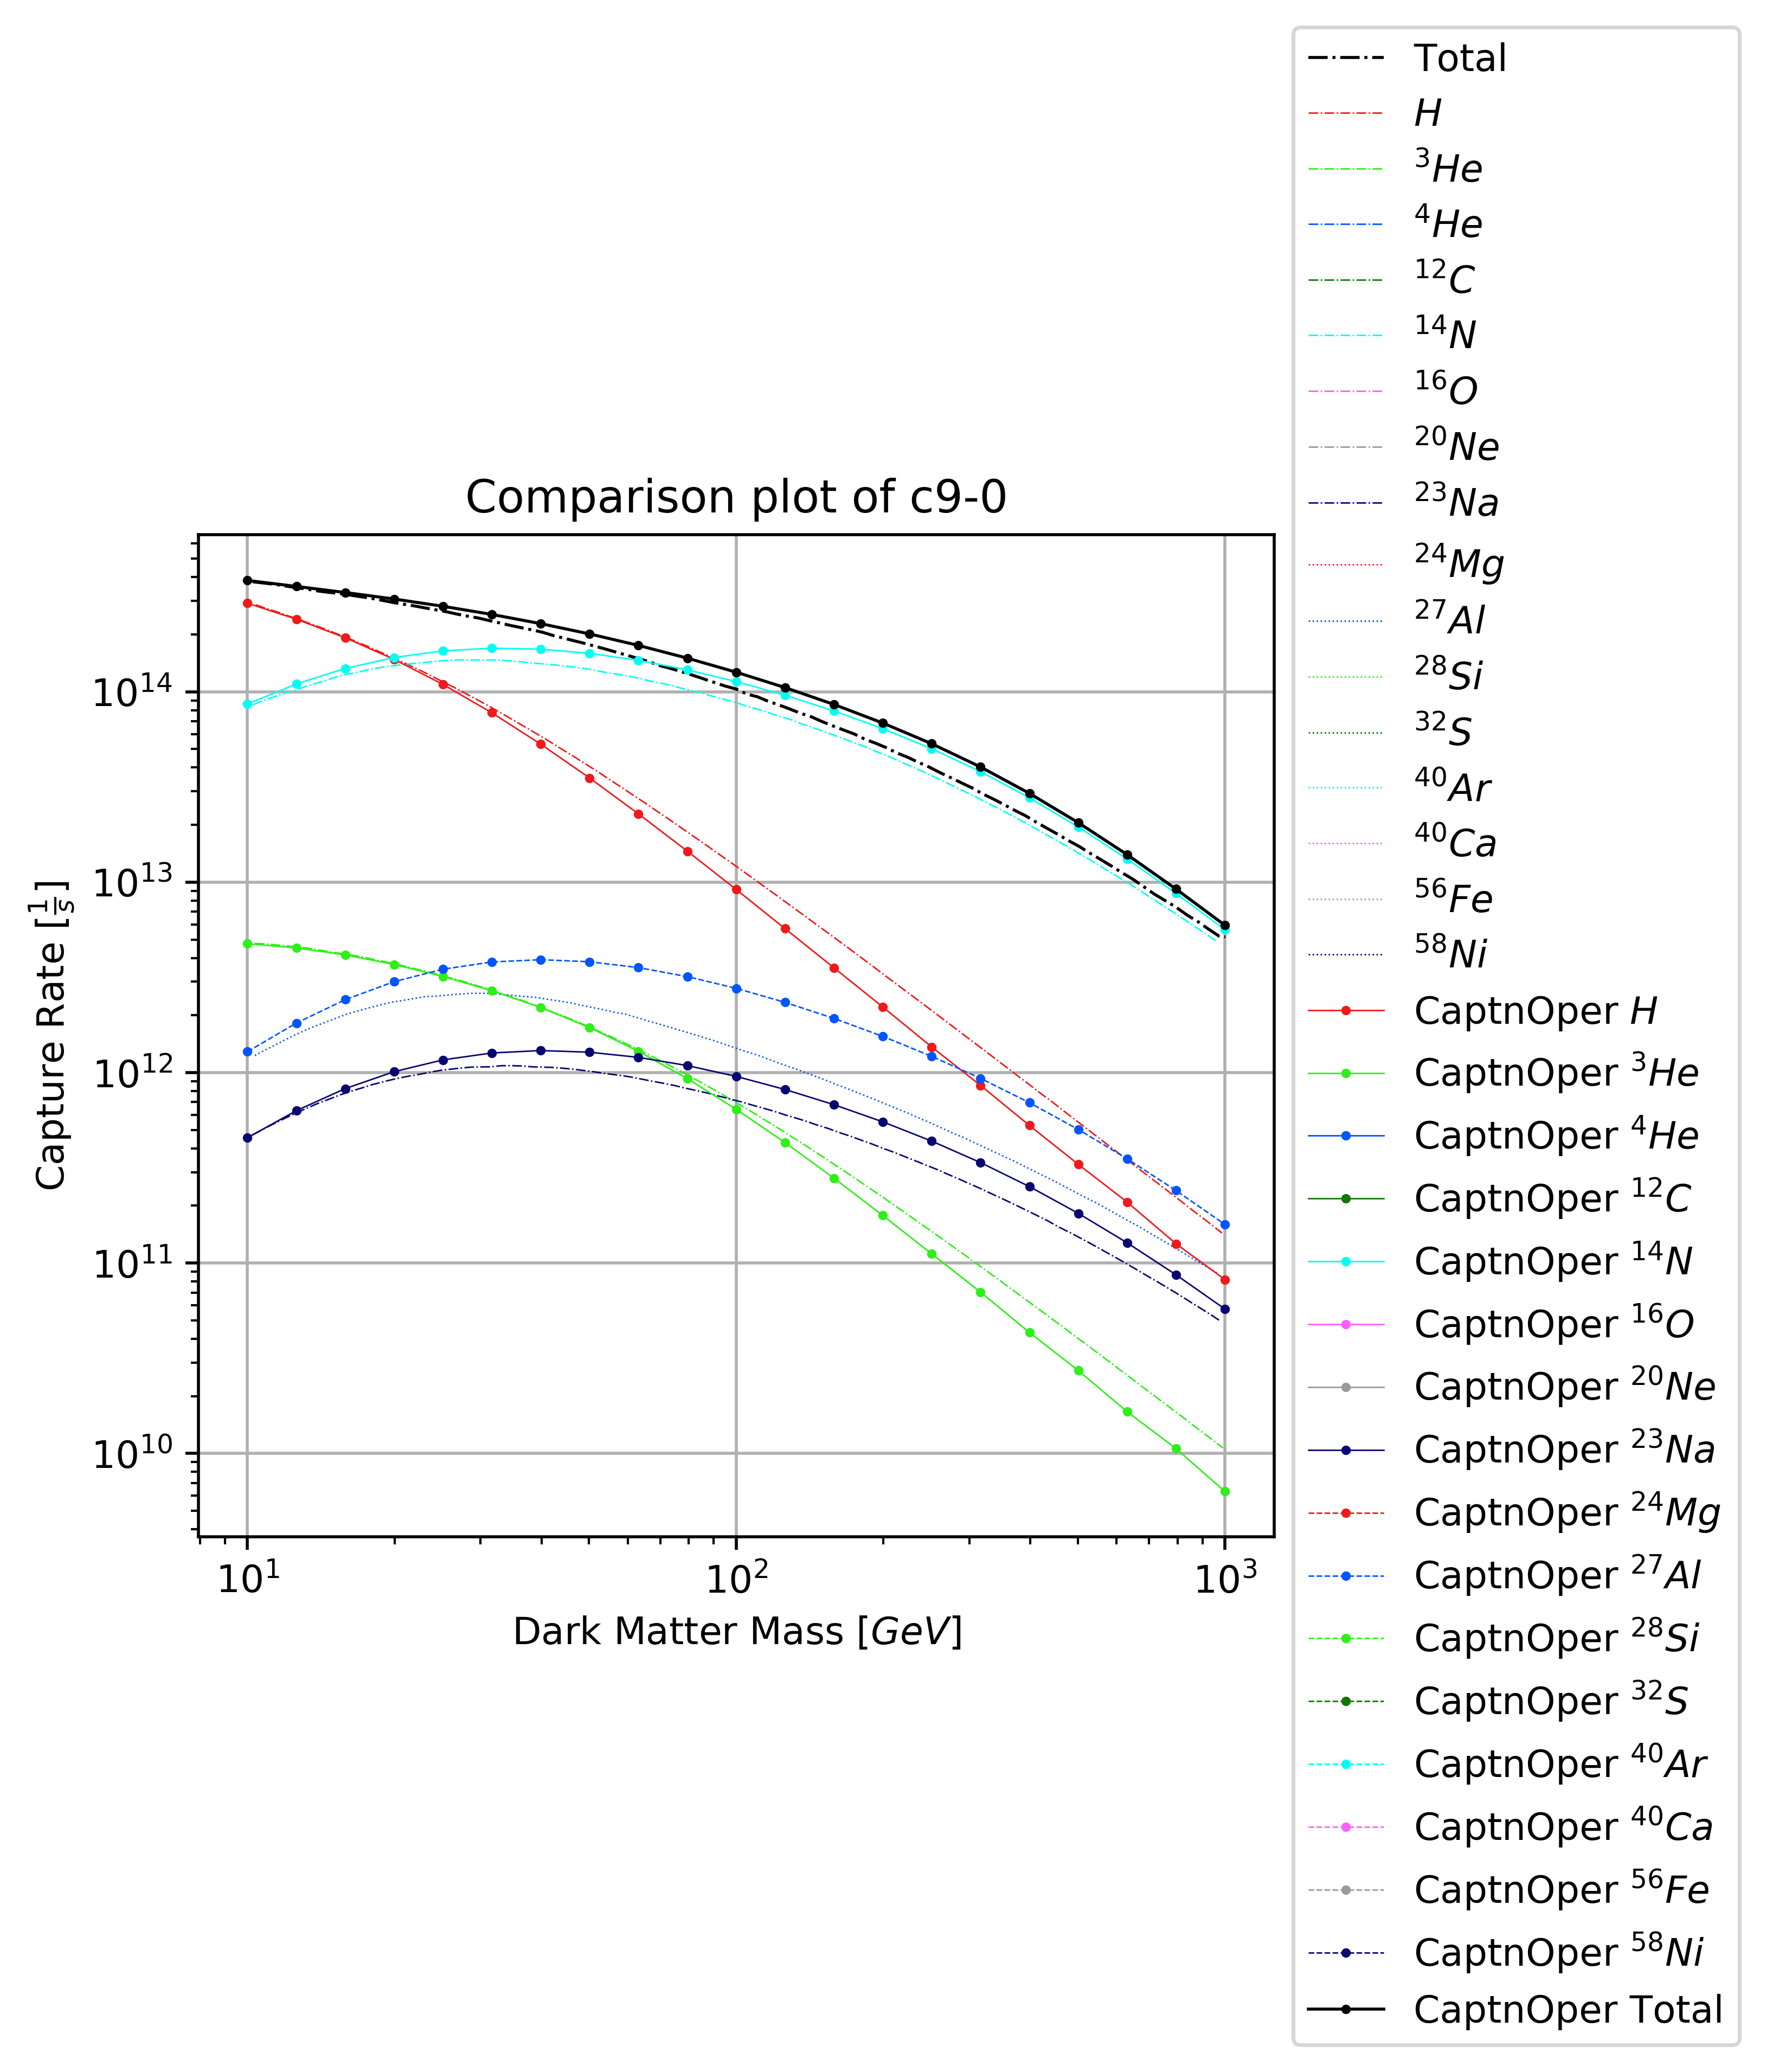 Comparison plot of c9-0
Capture Rate [1/s]
10^14
10^13
10^12
10^11
10^10
10^1 10^2 10^3
Dark Matter Mass [GeV]
Total
H
^3He
^4He
^12C
^14N
^16O
^20Ne
^23Na
^24Mg
^27Al
^28Si
^32S
^40Ar
^40Ca
^56Fe
^58Ni
CaptnOper H
CaptnOper ^3He
CaptnOper ^4He
CaptnOper ^12C
CaptnOper ^14N
CaptnOper ^16O
CaptnOper ^20Ne
CaptnOper ^23Na
CaptnOper ^24Mg
CaptnOper ^27Al
CaptnOper ^28Si
CaptnOper ^32S
CaptnOper ^40Ar
CaptnOper ^40Ca
CaptnOper ^56Fe
CaptnOper ^58Ni
CaptnOper Total